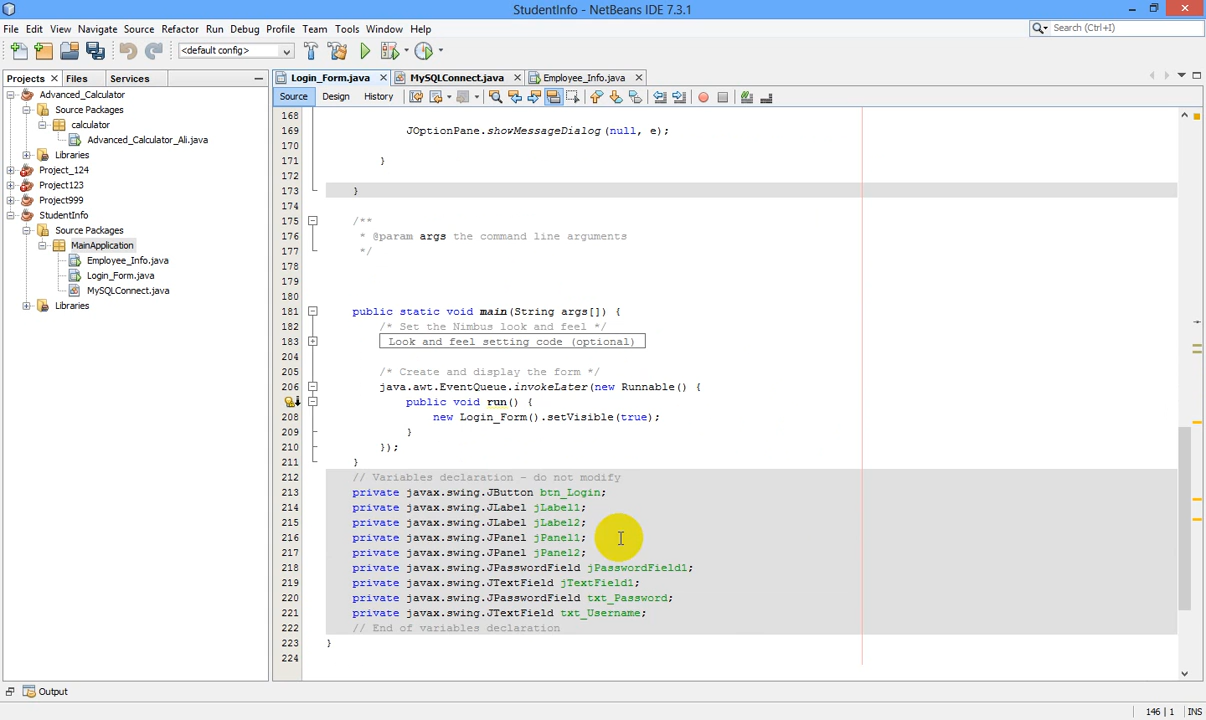 StudentInfo - NetBeans IDE 7.3.1
File Edit View Navigate Source Refactor Run Debug Profile Team Tools Window Help
Search (Ctrl+I)
<default config>
Projects Files Services
Login_Form.java MySQLConnect.java Employee_Info.java
Source Design History
Advanced_Calculator
Source Packages
calculator
Advanced_Calculator_Ali.java
Libraries
Project_124
Project123
Project999
StudentInfo
Source Packages
MainApplication
Employee_Info.java
Login_Form.java
MySQLConnect.java
Libraries
168
169 JOptionPane.showMessageDialog(null, e);
170
171 }
172
173 }
174
175 /**
176 * @param args the command line arguments
177 */
178
179
180
181 public static void main(String args[]) {
182 /* Set the Nimbus look and feel */
183 Look and feel setting code (optional)
204
205 /* Create and display the form */
206 java.awt.EventQueue.invokeLater(new Runnable() {
public void run() {
208 new Login_Form().setVisible(true);
209 }
210 });
211 }
212 // Variables declaration - do not modify
213 private javax.swing.JButton btn_Login;
214 private javax.swing.JLabel jLabel1;
215 private javax.swing.JLabel jLabel2;
216 private javax.swing.JPanel jPanel1;
217 private javax.swing.JPanel jPanel2;
218 private javax.swing.JPasswordField jPasswordField1;
219 private javax.swing.JTextField jTextField1;
220 private javax.swing.JPasswordField txt_Password;
221 private javax.swing.JTextField txt_Username;
222 // End of variables declaration
223 }
224
Output
146 | 1 INS